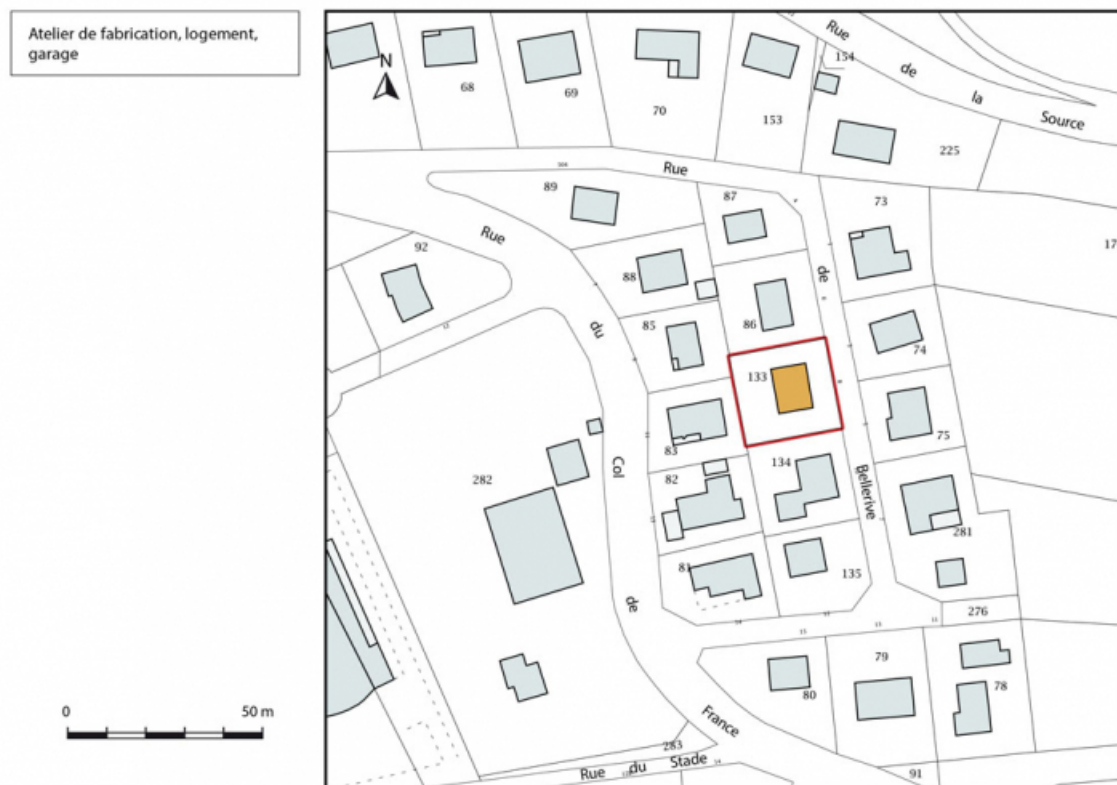 Atelier de fabrication, logement,
garage
N
0 50 m
Rue de la Source
154
68
69
70
153
225
Rue
89
87
73
92
Rue du Col de France
88
86
de
85
74
133
83
75
134
82
282
Bellerive
281
81
135
276
79
80
78
283
Rue du Stade
91